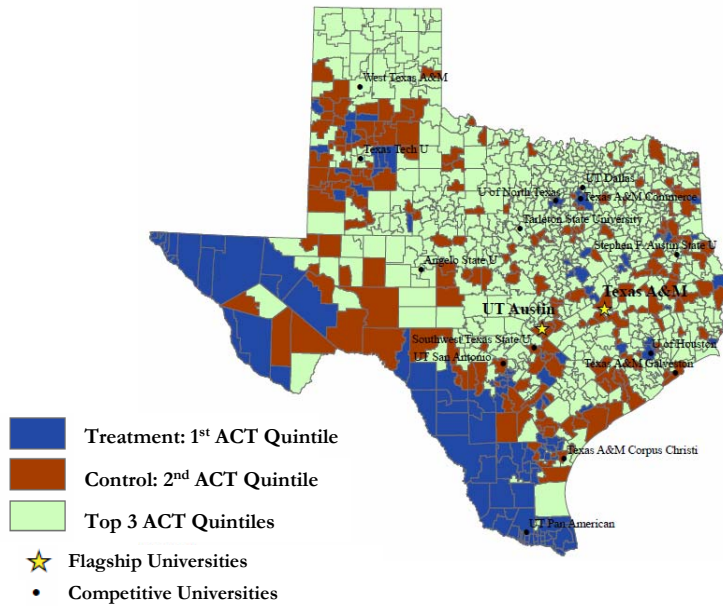 West Texas A&M
Texas Tech U
UT Dallas
U of North Texas
Texas A&M Commerce
Tarleton State University
Stephen F. Austin State U
Angelo State U
Texas A&M
UT Austin
Southwest Texas State U
U of Houston
UT San Antonio
Texas A&M Galveston
Texas A&M Corpus Christi
UT Pan American
Treatment: 1st ACT Quintile
Control: 2nd ACT Quintile
Top 3 ACT Quintiles
Flagship Universities
Competitive Universities